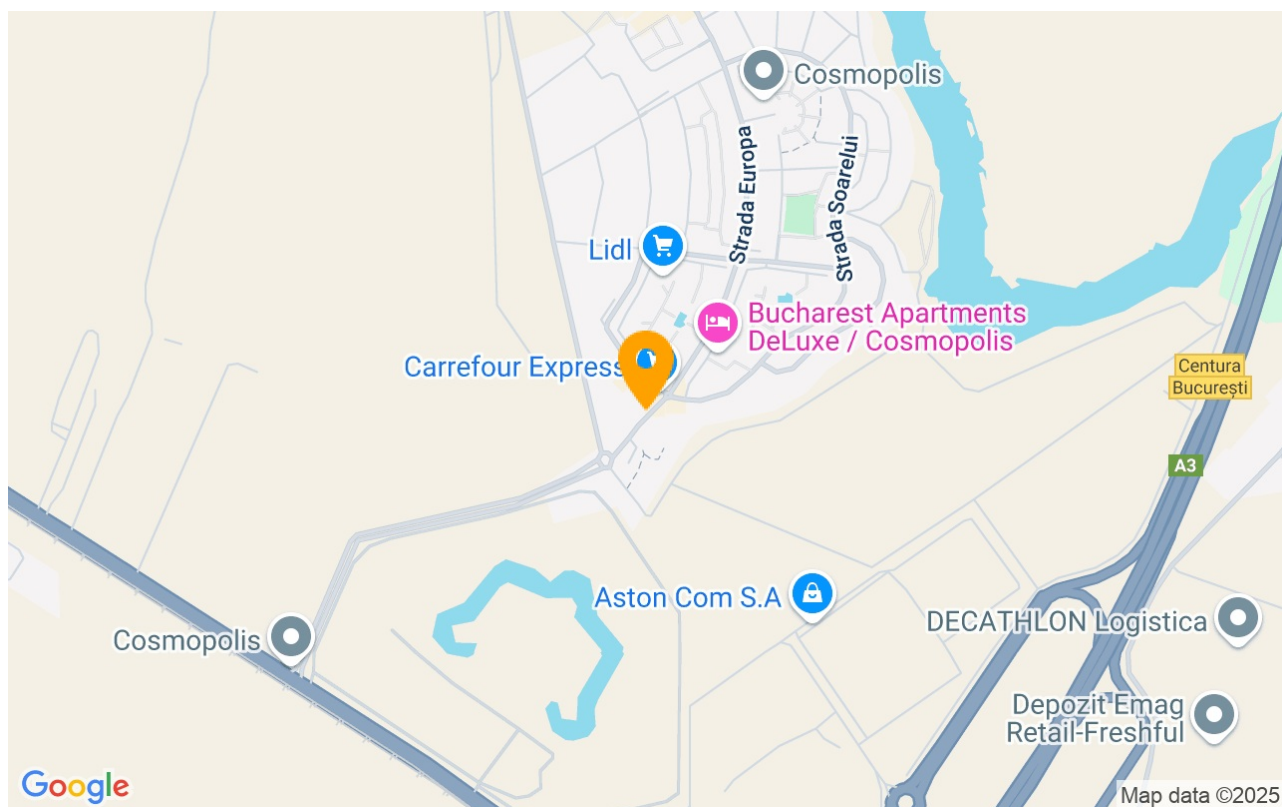 Cosmopolis
Strada Europa
Strada Soarelui
Lidl
Bucharest Apartments
DeLuxe / Cosmopolis
Carrefour Express
Centura
București
A3
Aston Com S.A
DECATHLON Logistica
Cosmopolis
Depozit Emag
Retail-Freshful
Google
Map data ©2025